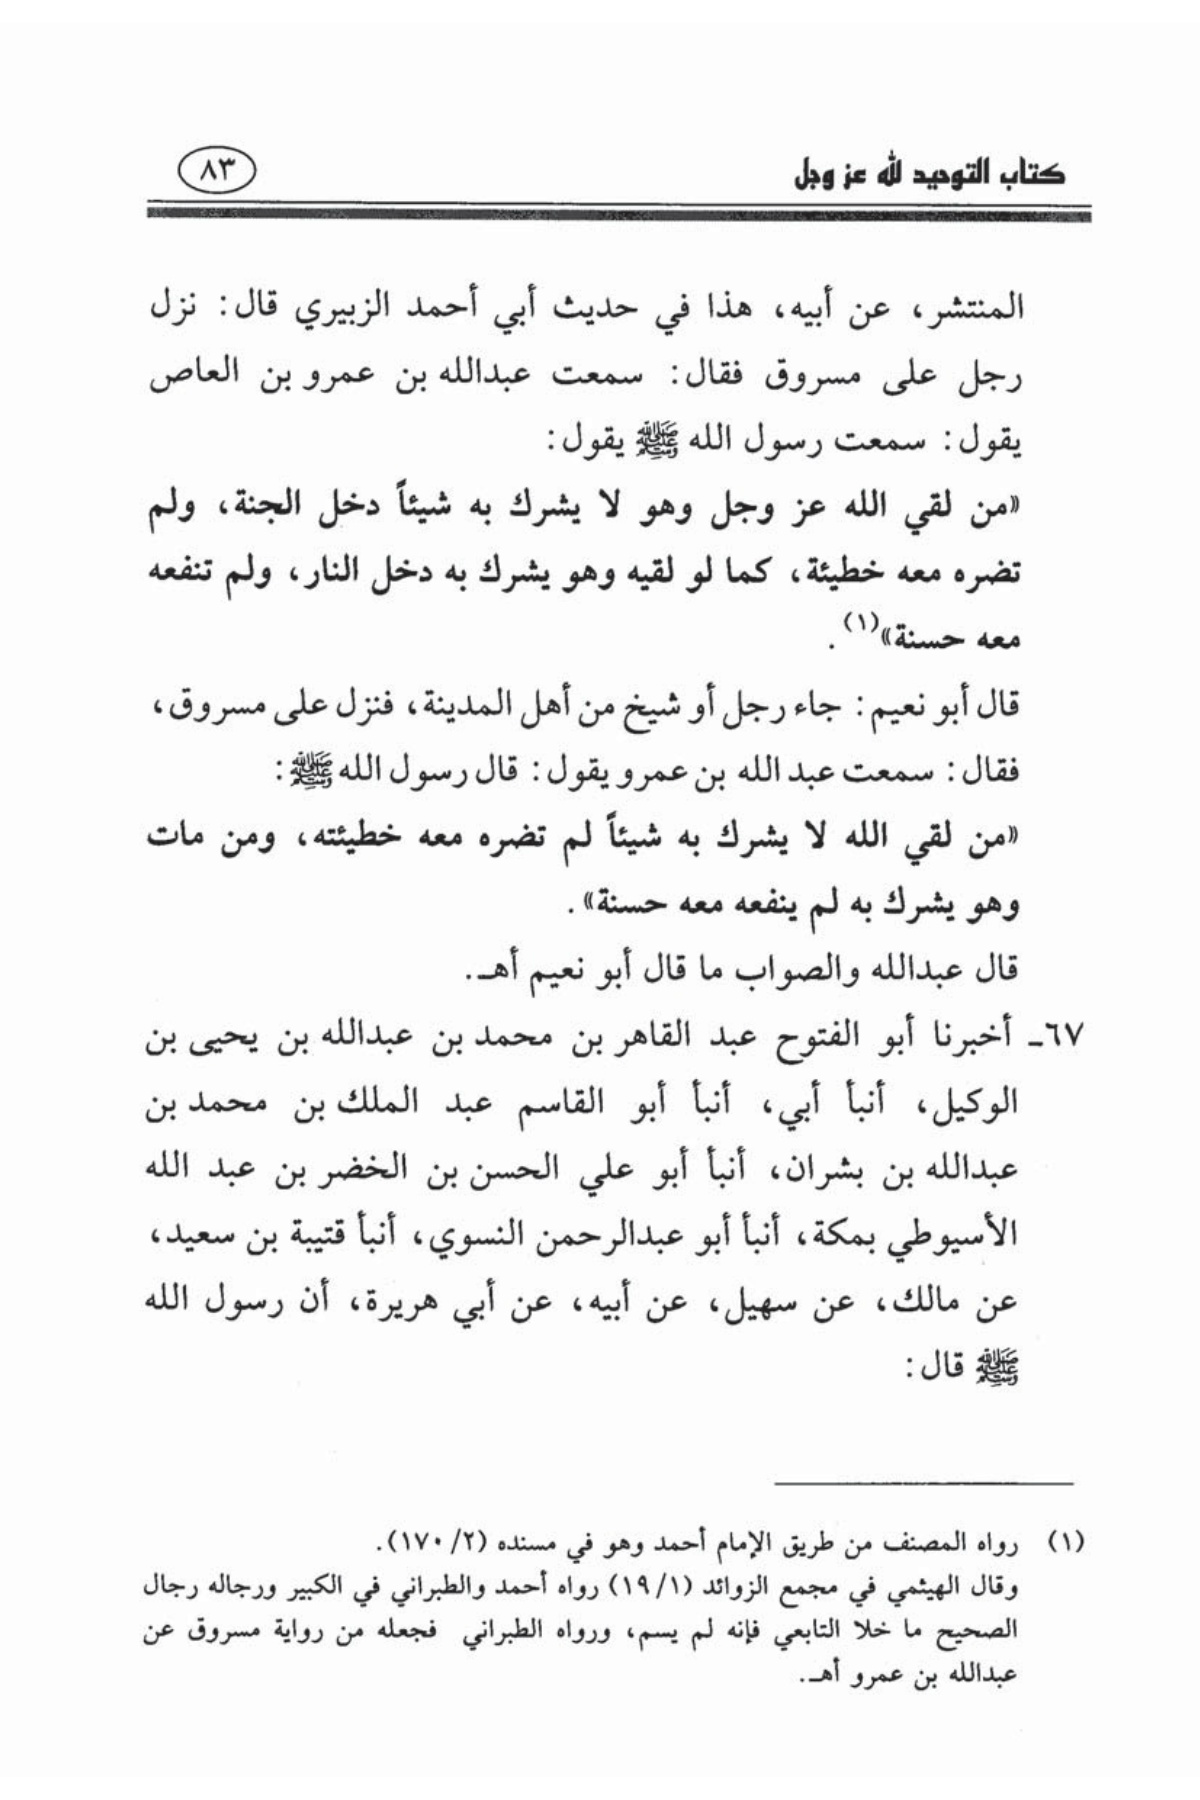 كتاب التوحيد لله عز وجل
٨٣
المنتشر، عن أبيه، هذا في حديث أبي أحمد الزبيري قال: نزل
رجل على مسروق فقال: سمعت عبدالله بن عمرو بن العاص
يقول: سمعت رسول الله ﷺ يقول:
«من لقي الله عز وجل وهو لا يشرك به شيئاً دخل الجنة، ولم
تضره معه خطيئة، كما لو لقيه وهو يشرك به دخل النار، ولم تنفعه
معه حسنة»(١).
قال أبو نعيم: جاء رجل أو شيخ من أهل المدينة، فنزل على مسروق،
فقال: سمعت عبد الله بن عمرو يقول: قال رسول الله ﷺ:
«من لقي الله لا يشرك به شيئاً لم تضره معه خطيئته، ومن مات
وهو يشرك به لم ينفعه معه حسنة».
قال عبدالله والصواب ما قال أبو نعيم أهـ.
٦٧ـ أخبرنا أبو الفتوح عبد القاهر بن محمد بن عبدالله بن يحيى بن
الوكيل، أنبأ أبي، أنبأ أبو القاسم عبد الملك بن محمد بن
عبدالله بن بشران، أنبأ أبو علي الحسن بن الخضر بن عبد الله
الأسيوطي بمكة، أنبأ أبو عبدالرحمن النسوي، أنبأ قتيبة بن سعيد،
عن مالك، عن سهيل، عن أبيه، عن أبي هريرة، أن رسول الله
ﷺ قال:
(١) رواه المصنف من طريق الإمام أحمد وهو في مسنده (١٧٠/٢).
وقال الهيثمي في مجمع الزوائد (١٩/١) رواه أحمد والطبراني في الكبير ورجاله رجال
الصحيح ما خلا التابعي فإنه لم يسم، ورواه الطبراني فجعله من رواية مسروق عن
عبدالله بن عمرو أهـ.